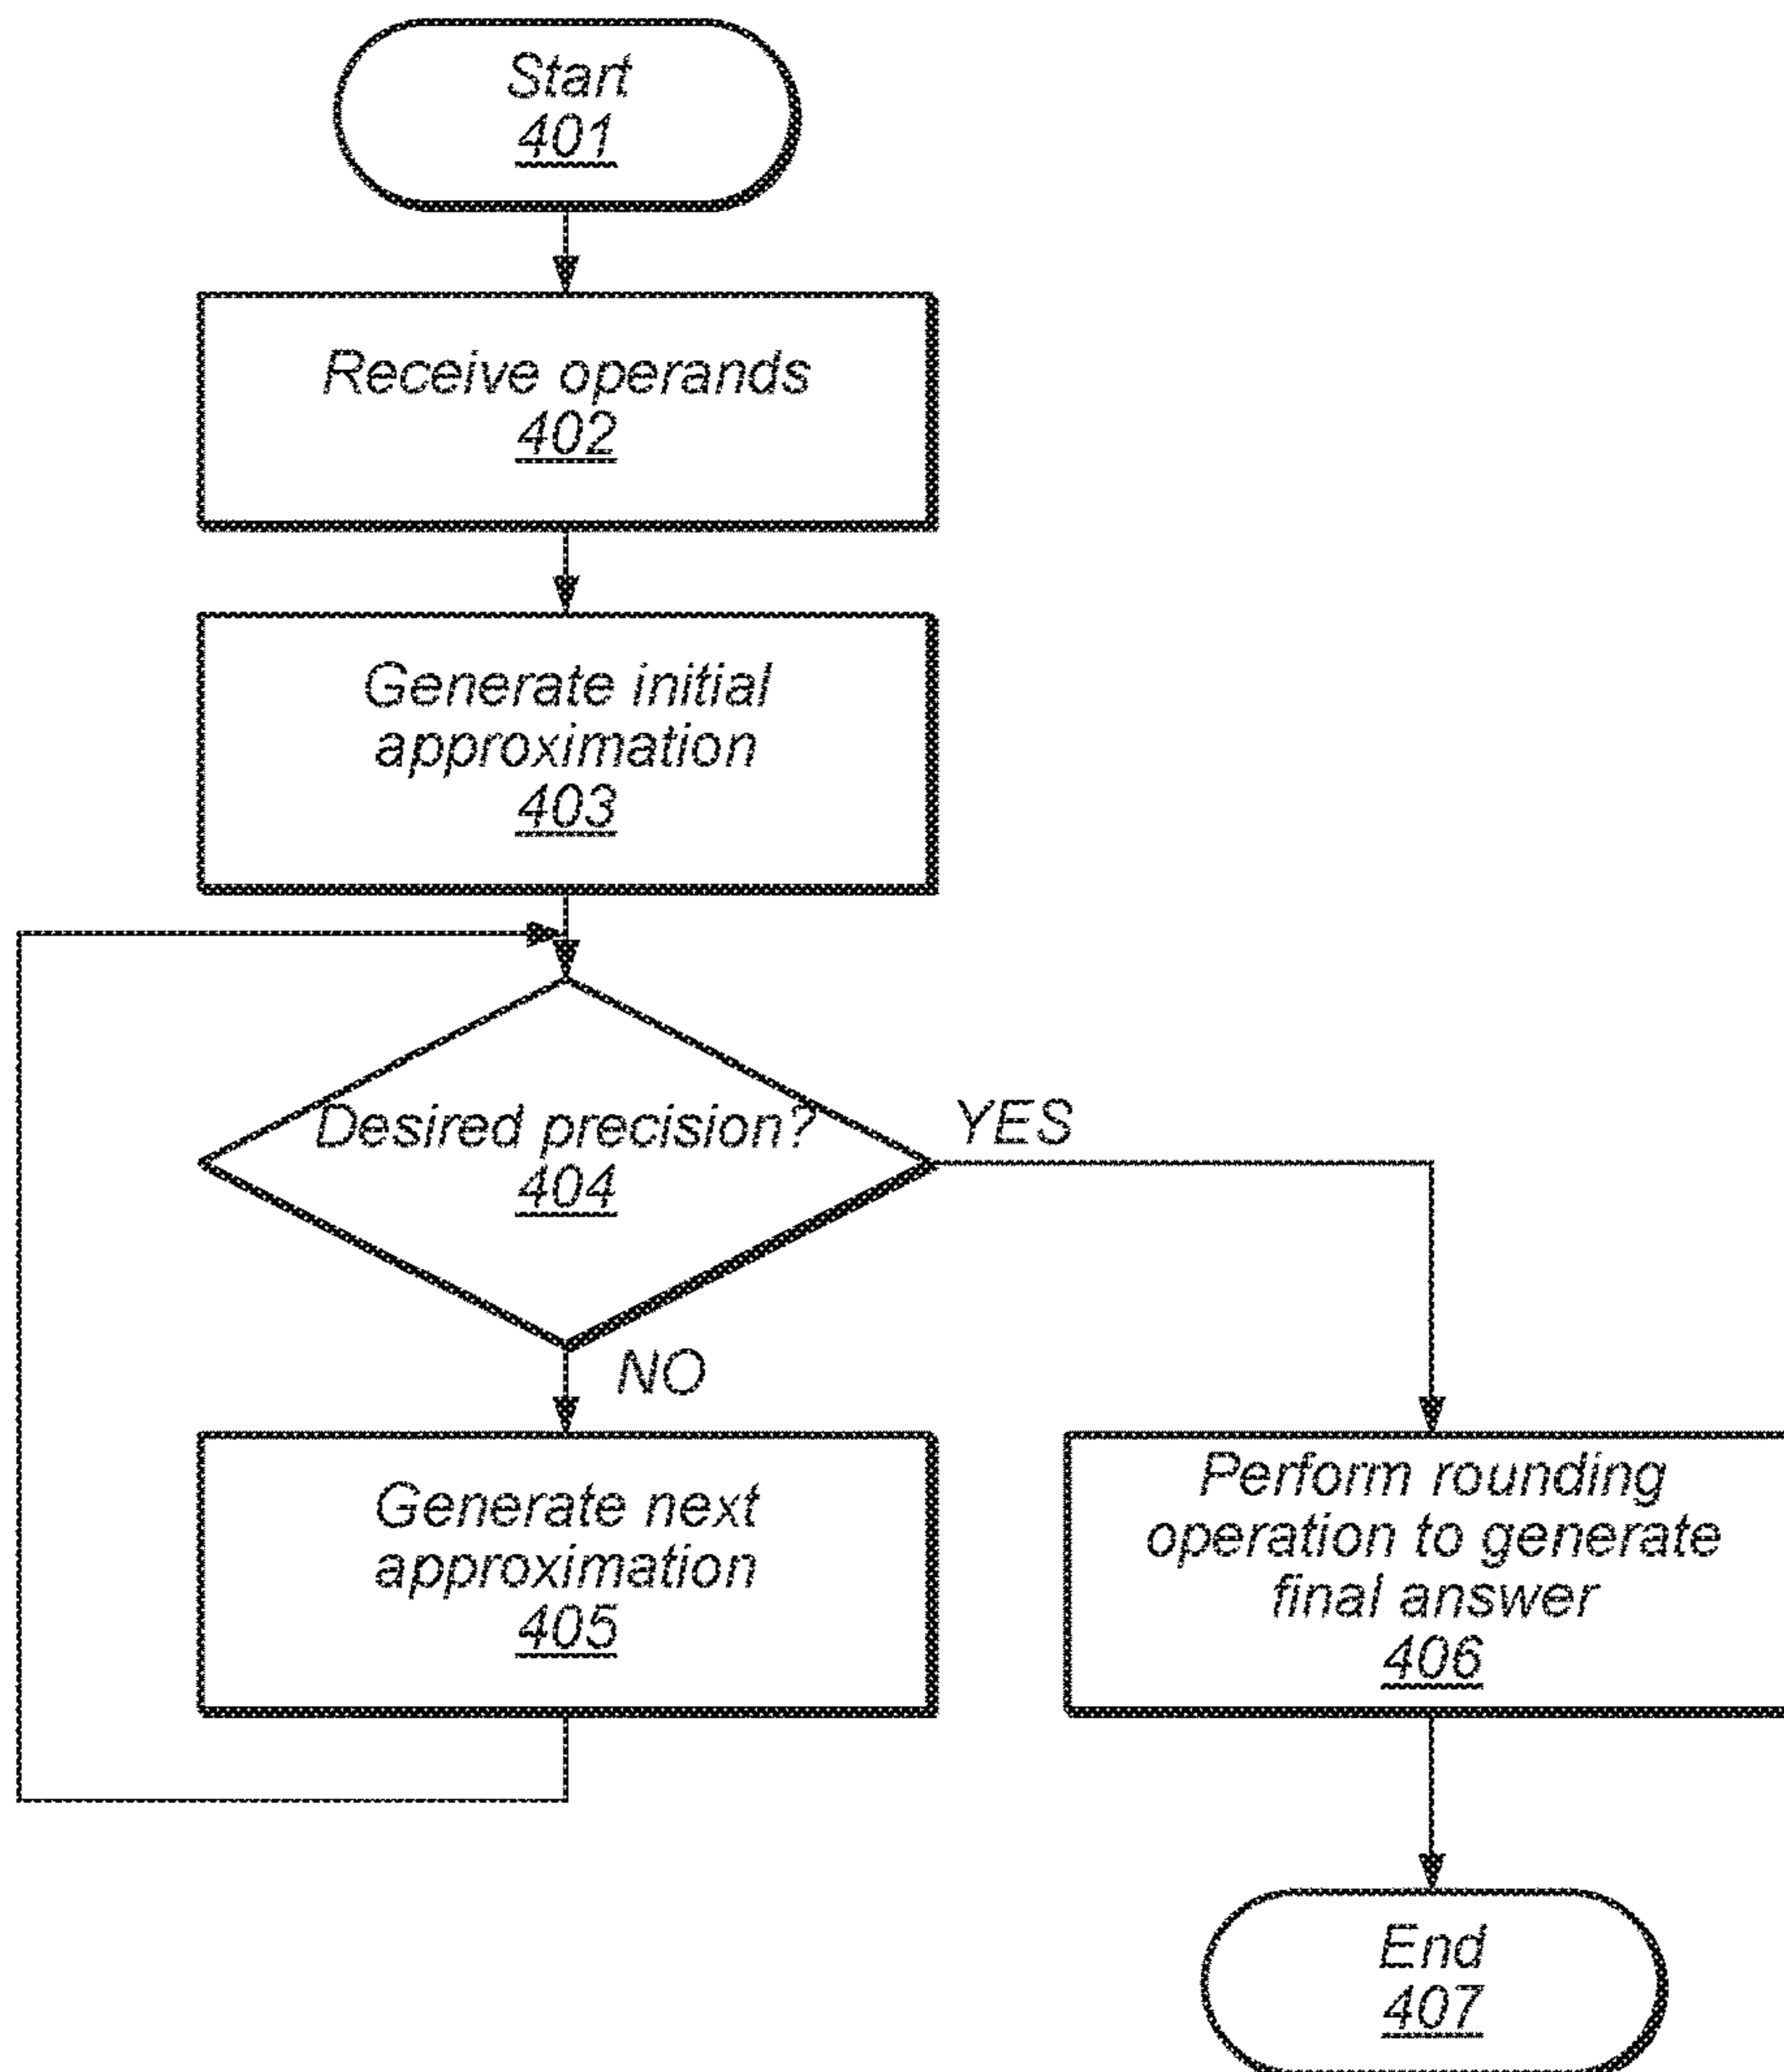 Start
401
Receive operands
402
Generate initial
approximation
403
Desired precision?
404
YES
NO
Generate next
approximation
405
Perform rounding
operation to generate
final answer
406
End
407